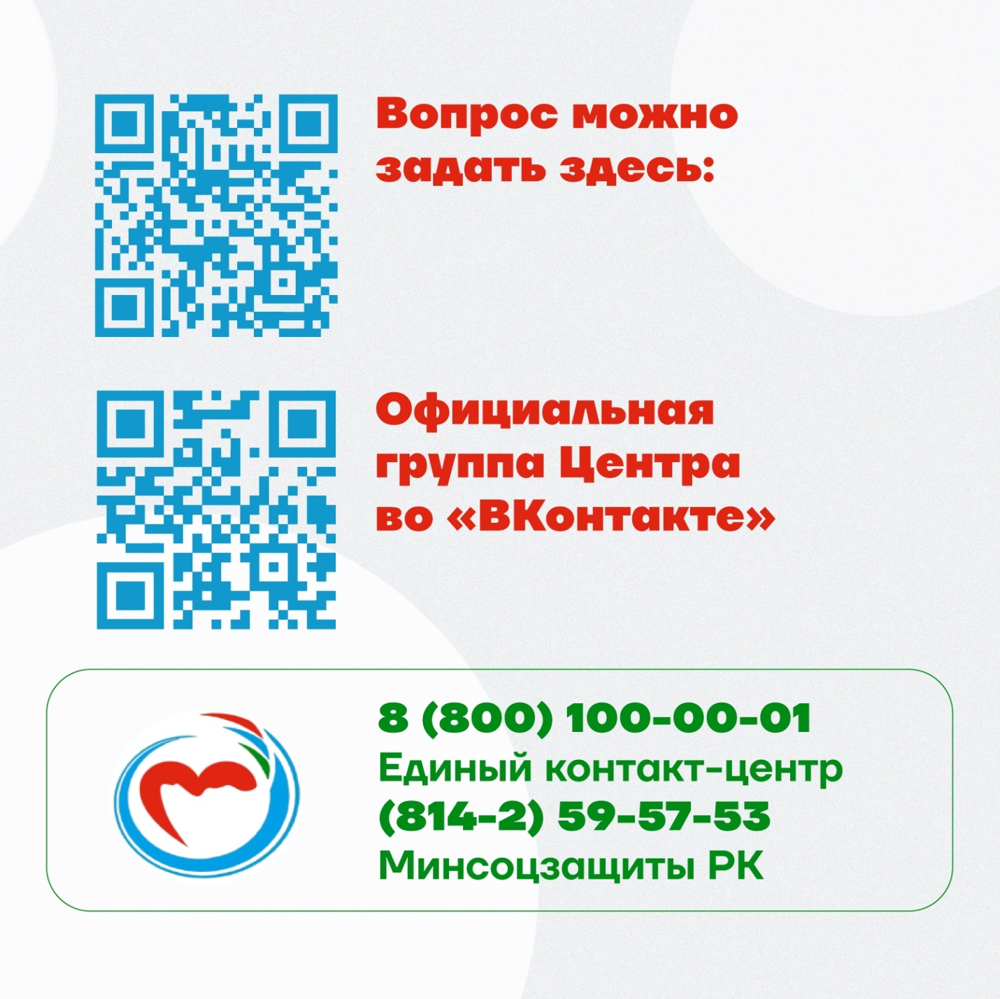 Вопрос можно
задать здесь:
Официальная
группа Центра
во «ВКонтакте»
8 (800) 100-00-01
Единый контакт-центр
(814-2) 59-57-53
Минсоцзащиты РК